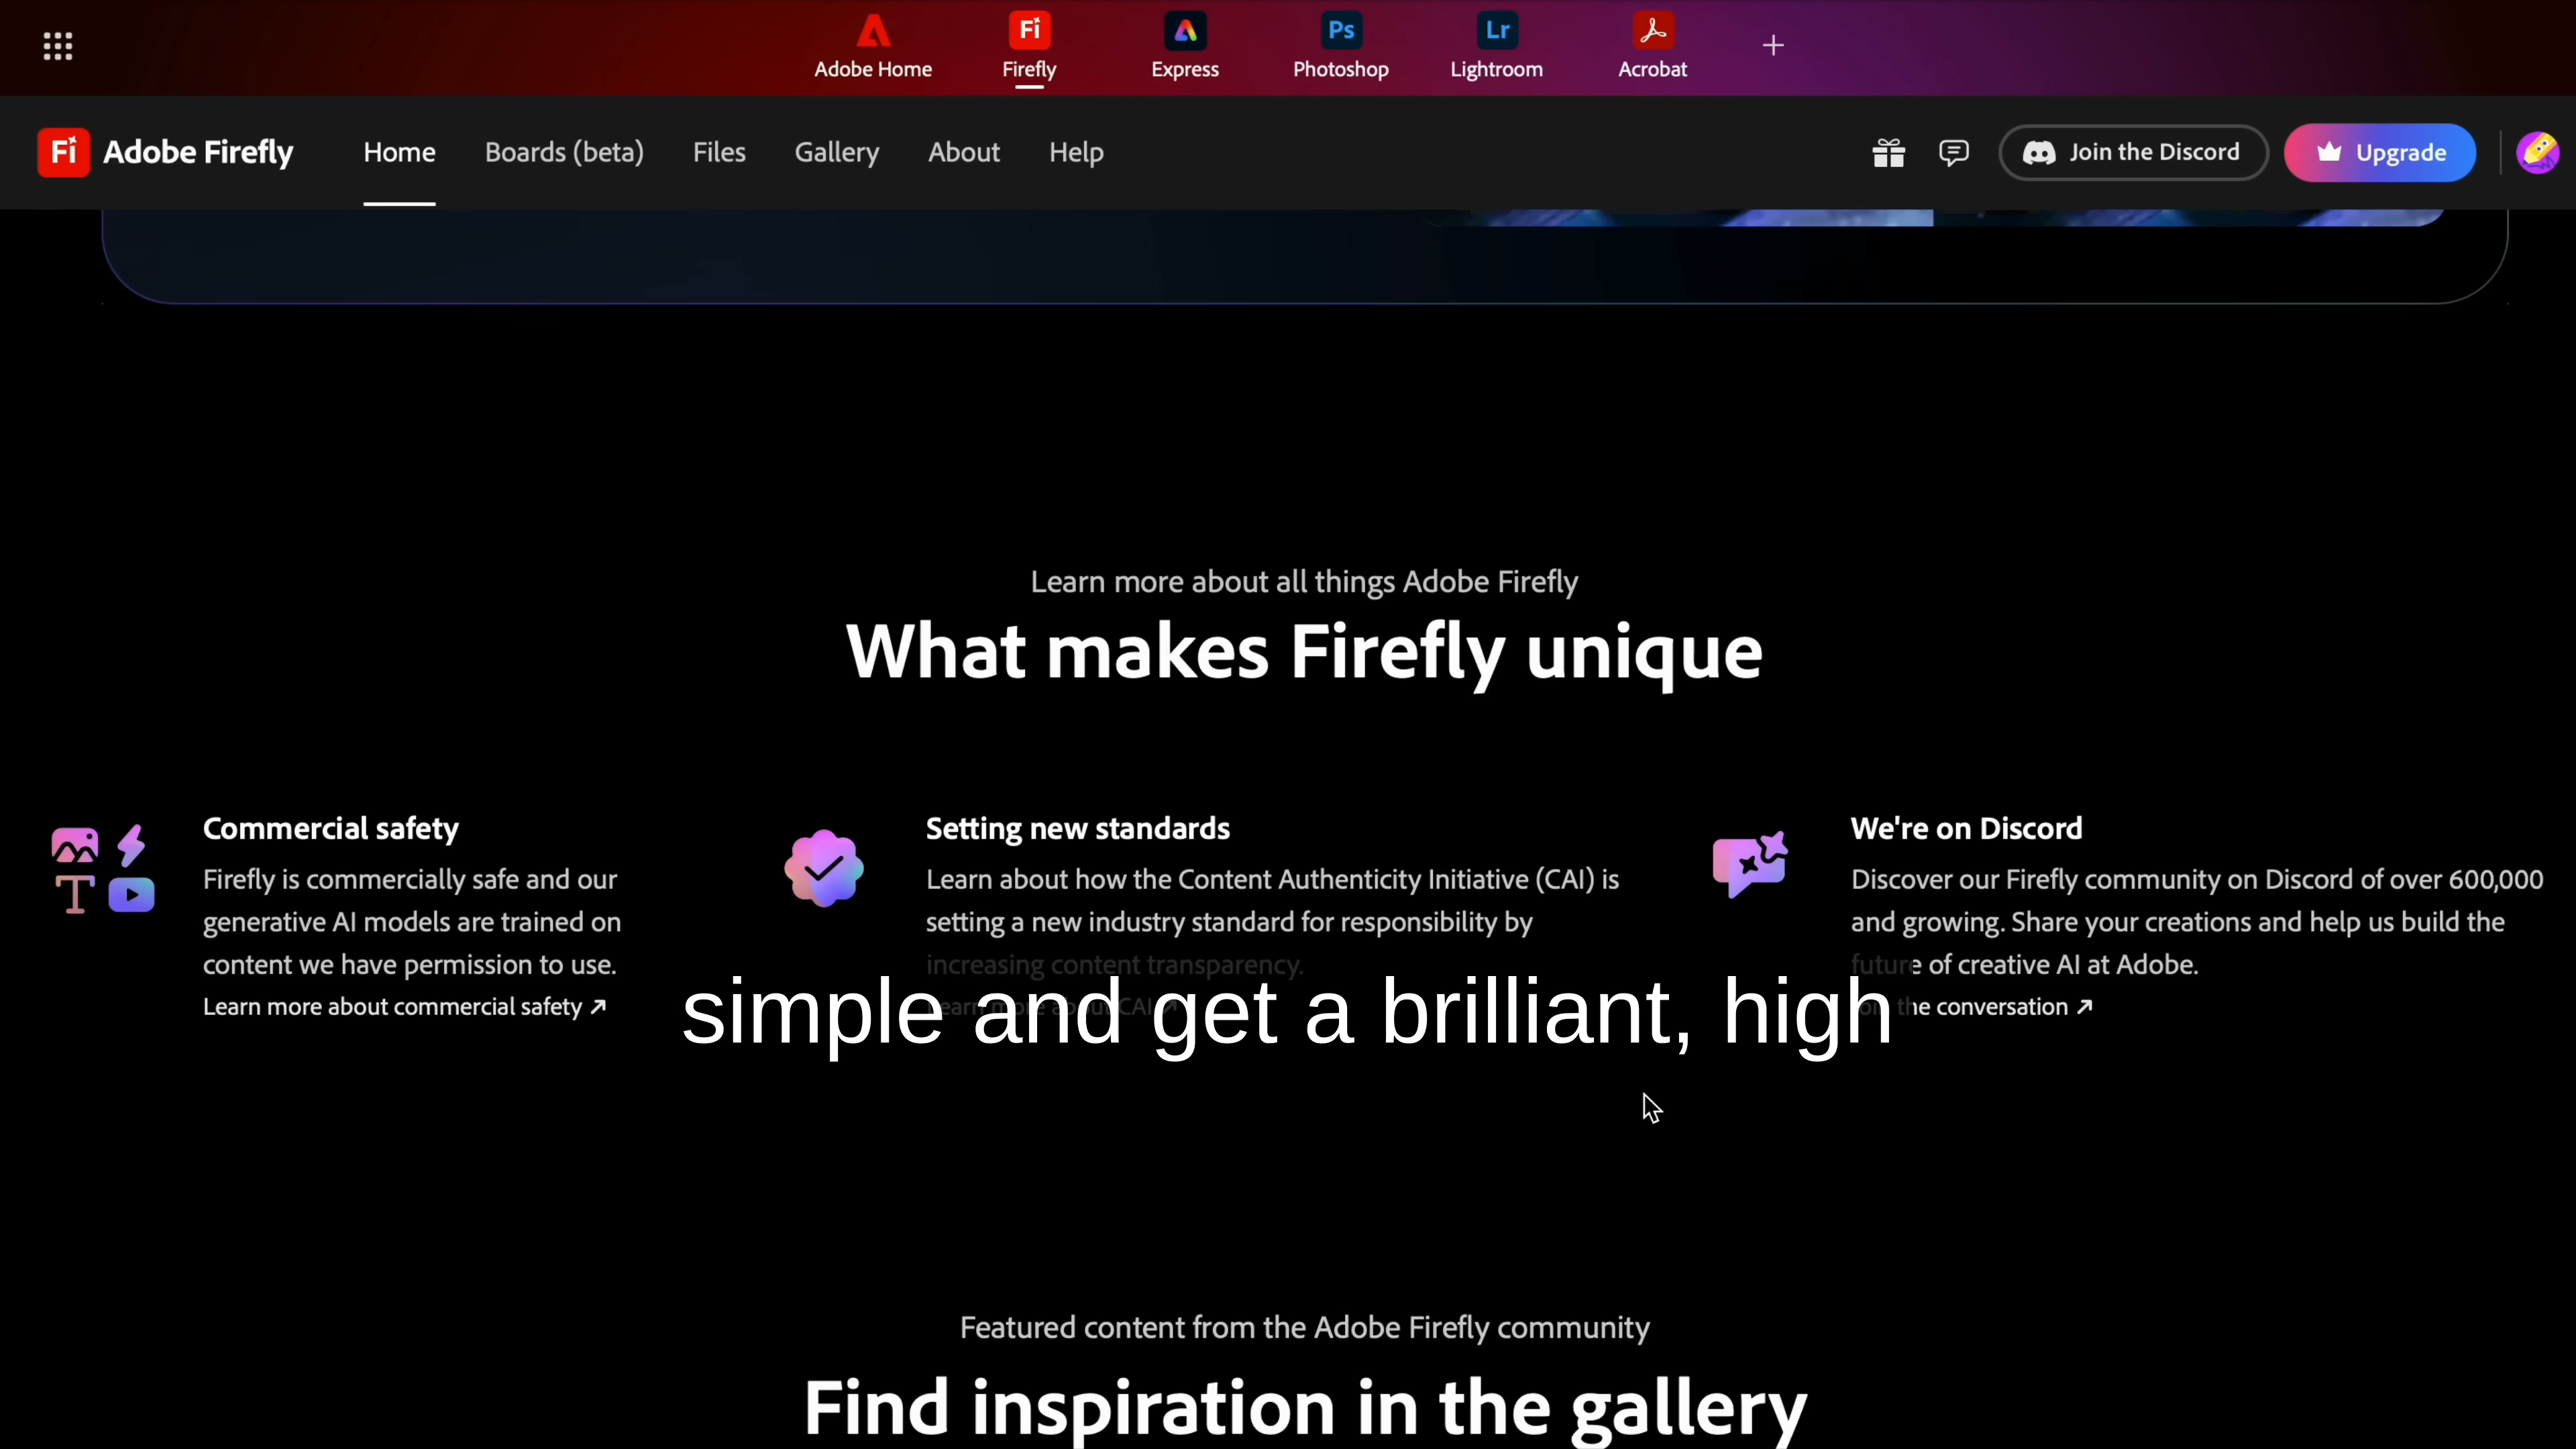 Adobe Home
Firefly
Express
Photoshop
Lightroom
Acrobat
Adobe Firefly
Home
Boards (beta)
Files
Gallery
About
Help
Join the Discord
Upgrade
Learn more about all things Adobe Firefly
What makes Firefly unique
Commercial safety
Firefly is commercially safe and our
generative AI models are trained on
content we have permission to use.
Learn more about commercial safety
Setting new standards
Learn about how the Content Authenticity Initiative (CAI) is
setting a new industry standard for responsibility by
increasing content transparency.
Learn more about CAI
We're on Discord
Discover our Firefly community on Discord of over 600,000
and growing. Share your creations and help us build the
future of creative AI at Adobe.
the conversation
simple and get a brilliant, high
Featured content from the Adobe Firefly community
Find inspiration in the gallery